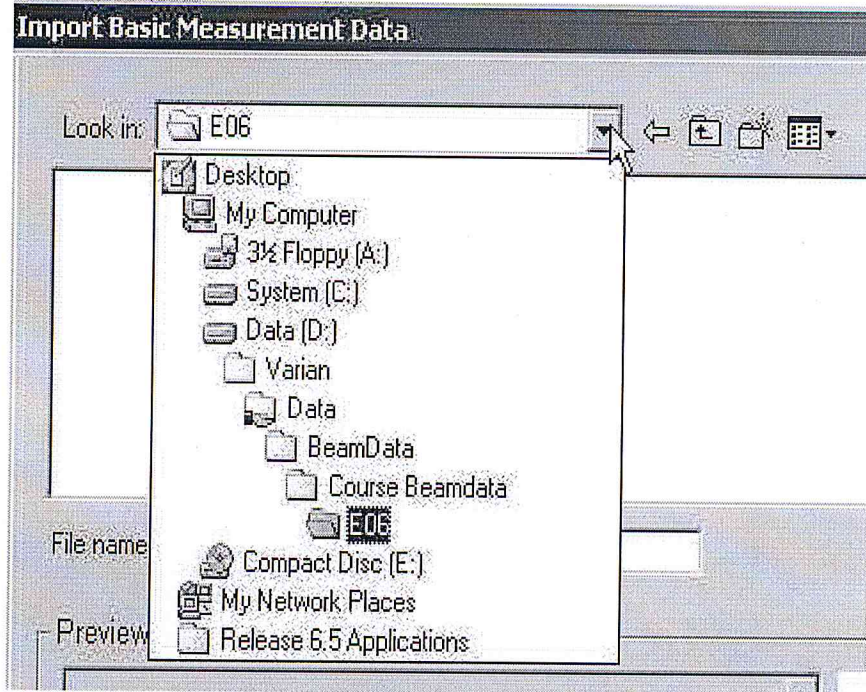 Import Basic Measurement Data
Look in: E06
Desktop
My Computer
3½ Floppy (A:)
System (C:)
Data (D:)
Varian
Data
BeamData
Course Beamdata
E06
File name
Compact Disc (E:)
My Network Places
Preview
Release 6.5 Applications